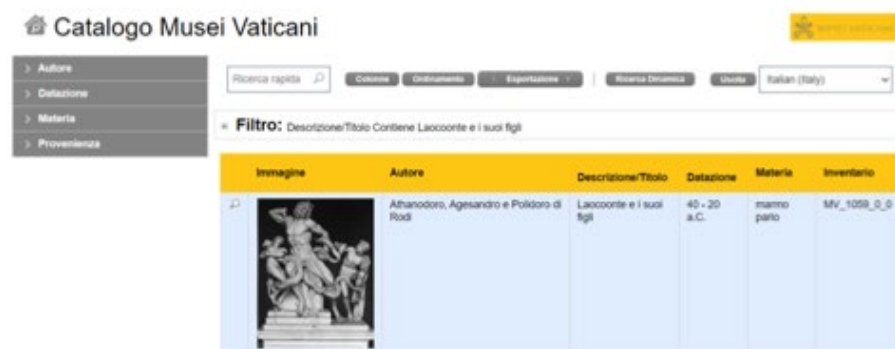 Catalogo Musei Vaticani
MUSEI VATICANI
> Autore
> Datazione
> Materia
> Provenienza
Ricerca rapida
Colonne
Ordinamento
Esportazione
Ricerca Dinamica
Uscita
Italian (Italy)
Filtro: Descrizione/Titolo Contiene Laocoonte e i suoi figli
Immagine Autore Descrizione/Titolo Datazione Materia Inventario
Athanodoro, Agesandro e Polidoro di
Rodi
Laocoonte e i suoi
figli
40 - 20
a.C.
marmo
pario
MV_1059_0_0